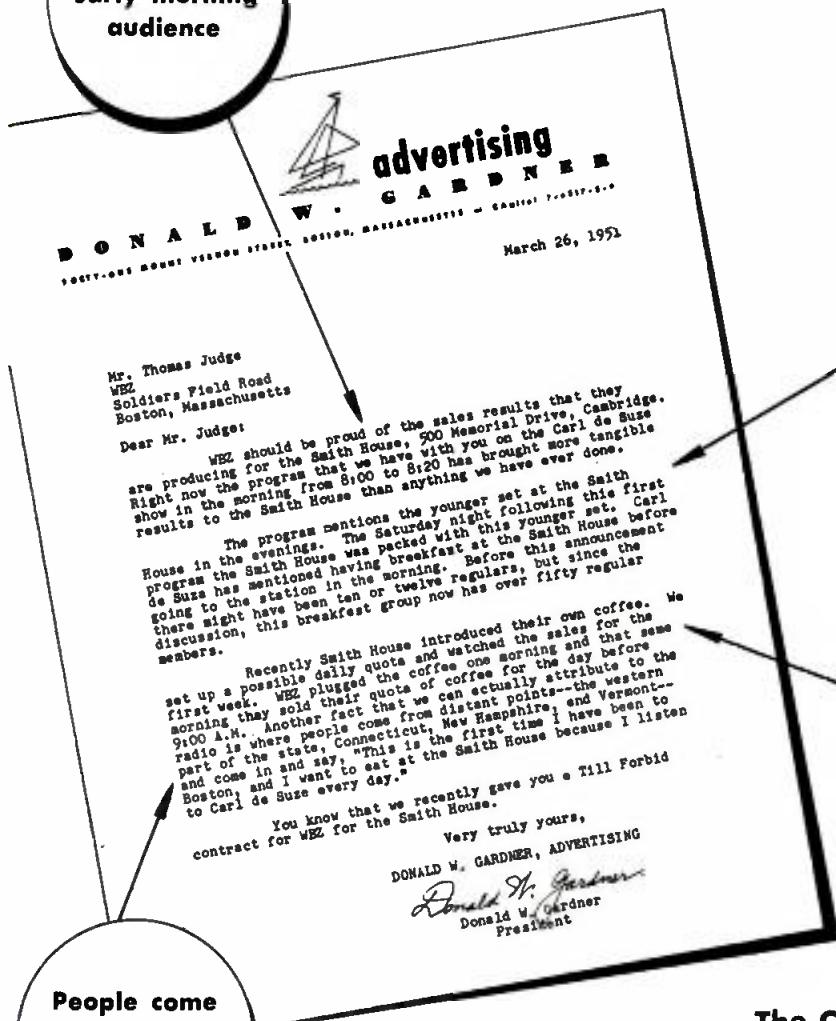 early morning
audience
advertising
DONALD W. GARDNER
FORTY-ONE MOUNT VERNON STREET, BOSTON, MASSACHUSETTS — CAPITOL
March 26, 1951
Mr. Thomas Judge
WBZ
Soldiers Field Road
Boston, Massachusetts
Dear Mr. Judge:
WBZ should be proud of the sales results that they
are producing for the Smith House, 500 Memorial Drive, Cambridge.
Right now the program that we have with you on the Carl de Suze
show in the morning from 8:00 to 8:20 has brought more tangible
results to the Smith House than anything we have ever done.
The program mentions the younger set at the Smith
House in the evenings. The Saturday night following this first
program the Smith House was packed with this younger set. Carl
de Suza has mentioned having breakfast at the Smith House before
going to the station in the morning. Before this announcement
there might have been ten or twelve regulars, but since the
discussion, this breakfast group now has over fifty regular
members.
Recently Smith House introduced their own coffee. We
set up a possible daily quota and watched the sales for the
first week. WBZ plugged the coffee one morning and that same
morning they sold their quota of coffee for the day before
9:00 A.M. Another fact that we can actually attribute to the
radio is where people come from distant points--the western
part of the state, Connecticut, New Hampshire, and Vermont--
and come in and say, "This is the first time I have been to
Boston, and I want to eat at the Smith House because I listen
to Carl de Suze every day."
You know that we recently gave you a Till Forbid
contract for WBZ for the Smith House.
Very truly yours,
DONALD W. GARDNER, ADVERTISING
Donald W. Gardner
Donald W. Gardner
President
People come
The